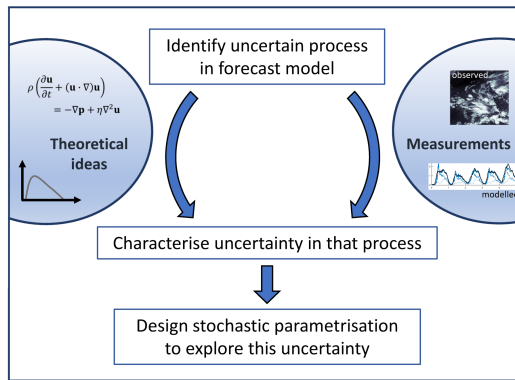 Identify uncertain process
in forecast model
ρ(∂u/∂t + (u · ∇)u)
= −∇p + η∇²u
Theoretical
ideas
observed
Measurements
modelled
Characterise uncertainty in that process
Design stochastic parametrisation
to explore this uncertainty